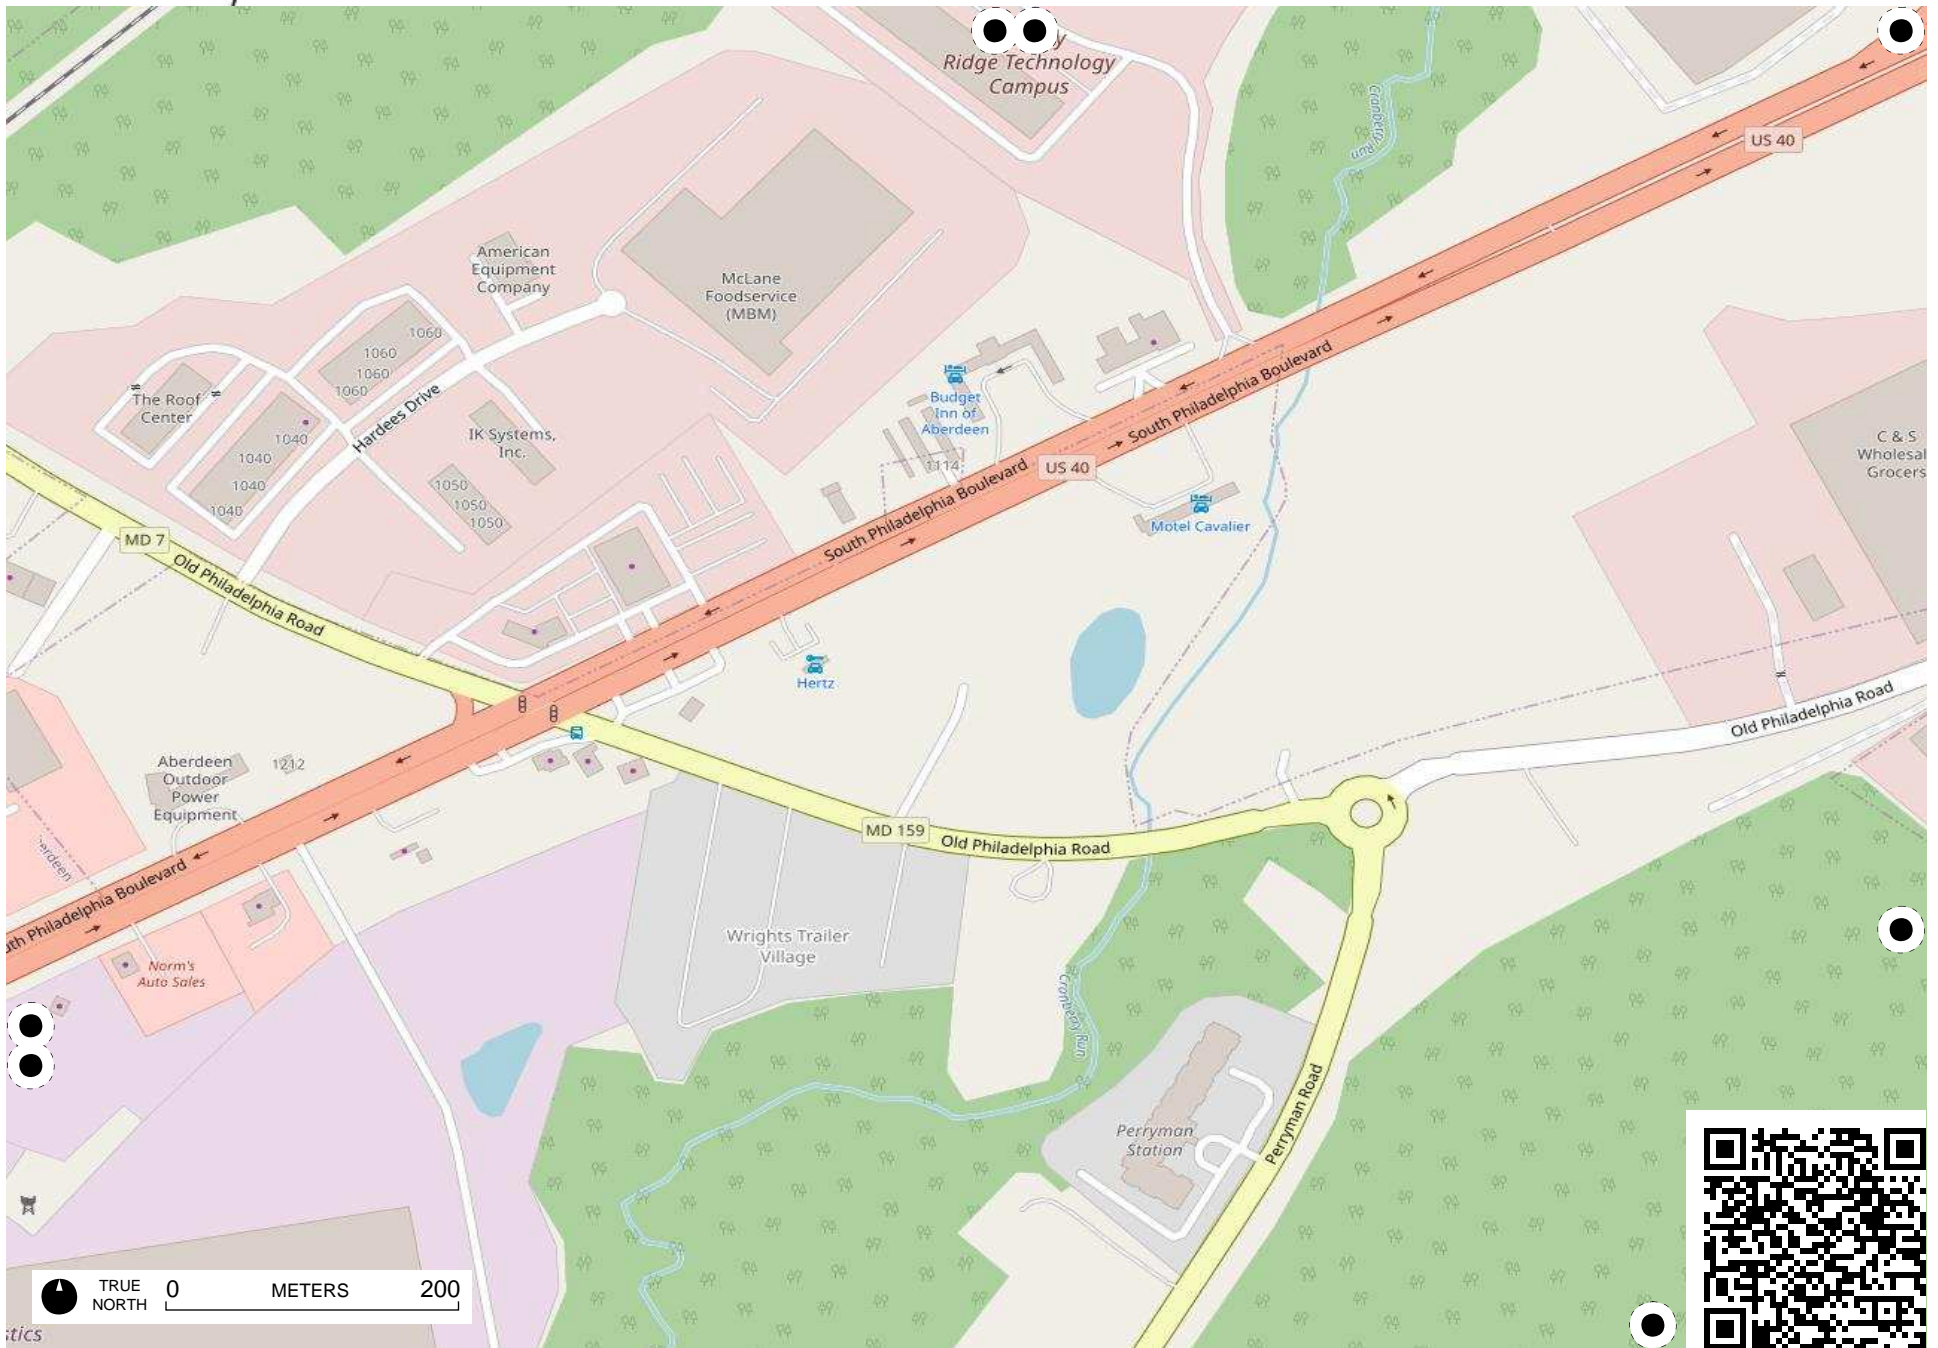 Ridge Technology
Campus
Cranberry Run
US 40
American
Equipment
Company
McLane
Foodservice
(MBM)
1060
1060
1060
1060
The Roof
Center
Hardees Drive
Budget
Inn of
Aberdeen
South Philadelphia Boulevard
1040
1040
1040
1040
IK Systems,
Inc.
1050
1050
1050
1114
US 40
South Philadelphia Boulevard
Motel Cavalier
C & S
Grocers
MD 7
Old Philadelphia Road
Hertz
Old Philadelphia Road
Aberdeen
Outdoor
Power
Equipment
1212
MD 159
Old Philadelphia Road
Philadelphia Boulevard
Norm's
Auto Sales
Wrights Trailer
Village
Cranberry Run
Perryman
Station
Perryman Road
TRUE
NORTH
0 METERS 200